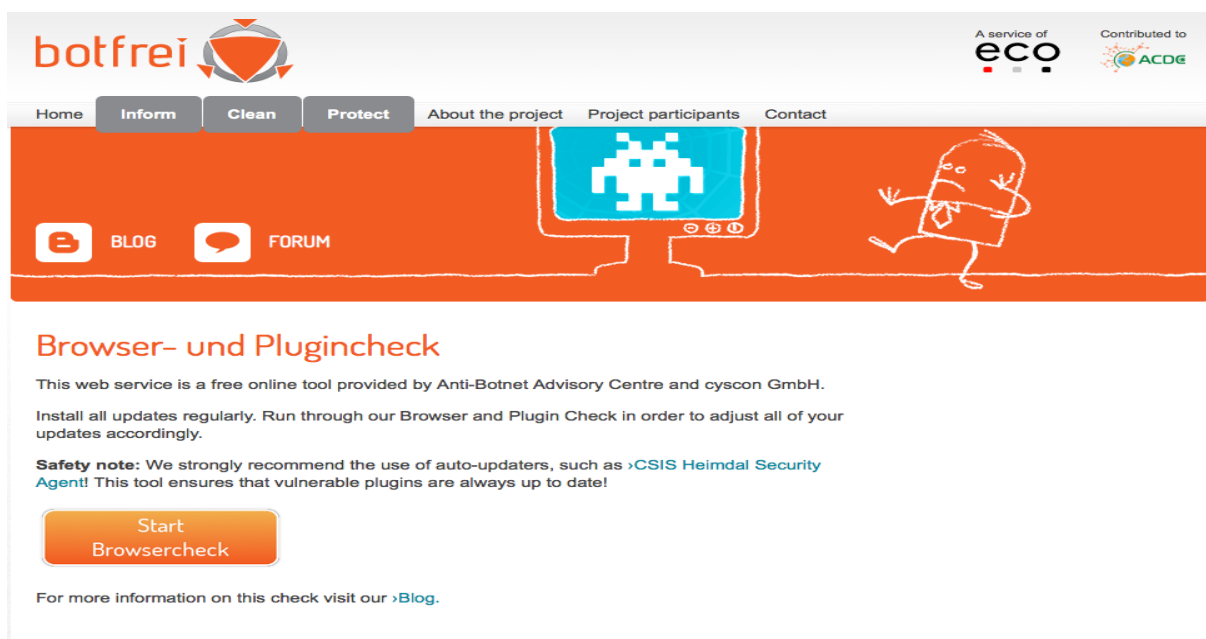 botfrei
A service of
eco
Contributed to
ACDC
Home Inform Clean Protect About the project Project participants Contact
BLOG FORUM
Browser- und Plugincheck
This web service is a free online tool provided by Anti-Botnet Advisory Centre and cyscon GmbH.
Install all updates regularly. Run through our Browser and Plugin Check in order to adjust all of your
updates accordingly.
Safety note: We strongly recommend the use of auto-updaters, such as ›CSIS Heimdal Security
Agent! This tool ensures that vulnerable plugins are always up to date!
Start
Browsercheck
For more information on this check visit our ›Blog.